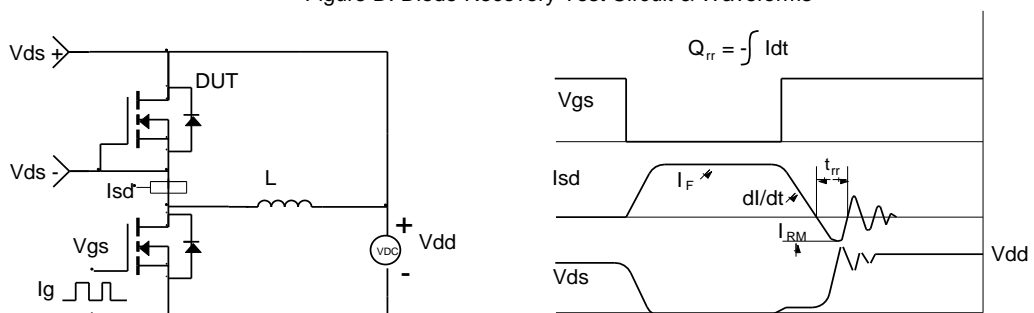 Figure D: Diode Recovery Test Circuit & Waveforms
Vds +
DUT
Vds -
Isd
L
Vgs
Ig
+
VDC
-
Vdd
Qrr = -∫ Idt
Vgs
trr
Isd
IF
dI/dt
IRM
Vdd
Vds